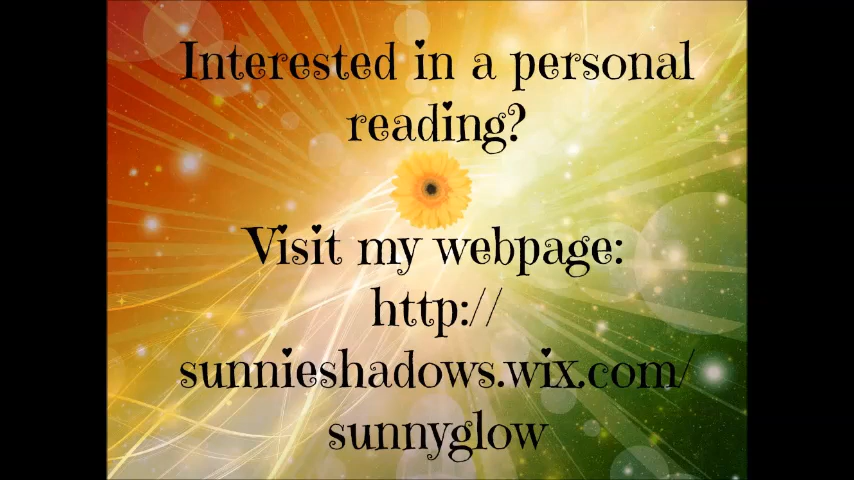 Interested in a personal
reading?
Visit my webpage:
http://
sunnieshadows.wix.com/
sunnyglow